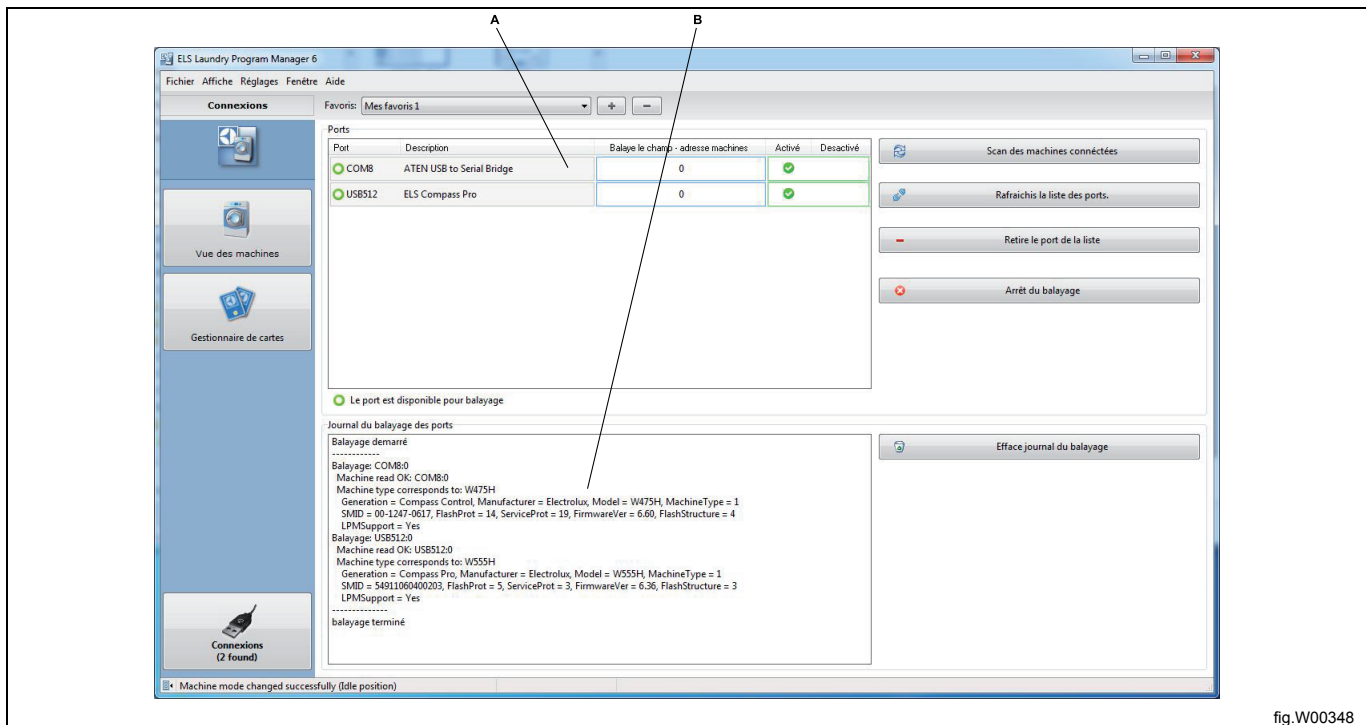 A B
ELS Laundry Program Manager 6
Fichier Affiche Réglages Fenêtre Aide
Connexions
Favoris: Mes favoris 1
Ports
Port Description Balaye le champ - adresse machines Activé Desactivé
COM8 ATEN USB to Serial Bridge 0
USB512 ELS Compass Pro 0
Scan des machines connéctées
Rafraichis la liste des ports.
Retire le port de la liste
Arrêt du balayage
Vue des machines
Gestionnaire de cartes
Le port est disponible pour balayage
Journal du balayage des ports
Balayage demarré
------------
Balayage: COM8:0
Machine read OK: COM8:0
Machine type corresponds to: W475H
Generation = Compass Control, Manufacturer = Electrolux, Model = W475H, MachineType = 1
SMID = 00-1247-0617, FlashProt = 14, ServiceProt = 19, FirmwareVer = 6.60, FlashStructure = 4
LPMSupport = Yes
Balayage: USB512:0
Machine read OK: USB512:0
Machine type corresponds to: W555H
Generation = Compass Pro, Manufacturer = Electrolux, Model = W555H, MachineType = 1
SMID = 54911060400203, FlashProt = 5, ServiceProt = 3, FirmwareVer = 6.36, FlashStructure = 3
LPMSupport = Yes
--------------
balayage terminé
Efface journal du balayage
Connexions
(2 found)
Machine mode changed succesfully (Idle position)
fig.W00348